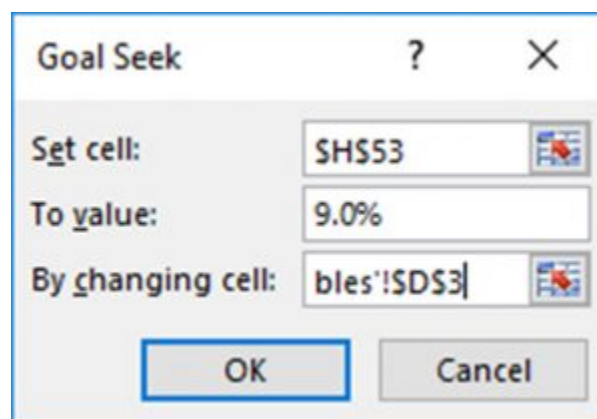 Goal Seek ? ×
Set cell: $H$53
To value: 9.0%
By changing cell: bles'!$D$3
OK Cancel